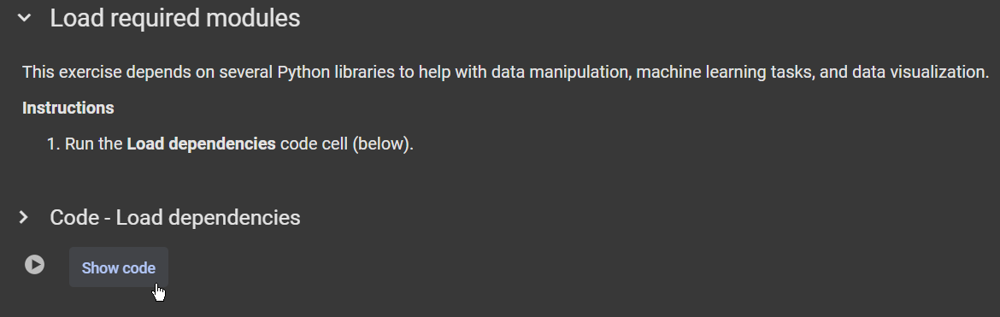 Load required modules
This exercise depends on several Python libraries to help with data manipulation, machine learning tasks, and data visualization.
Instructions
1. Run the Load dependencies code cell (below).
Code - Load dependencies
Show code